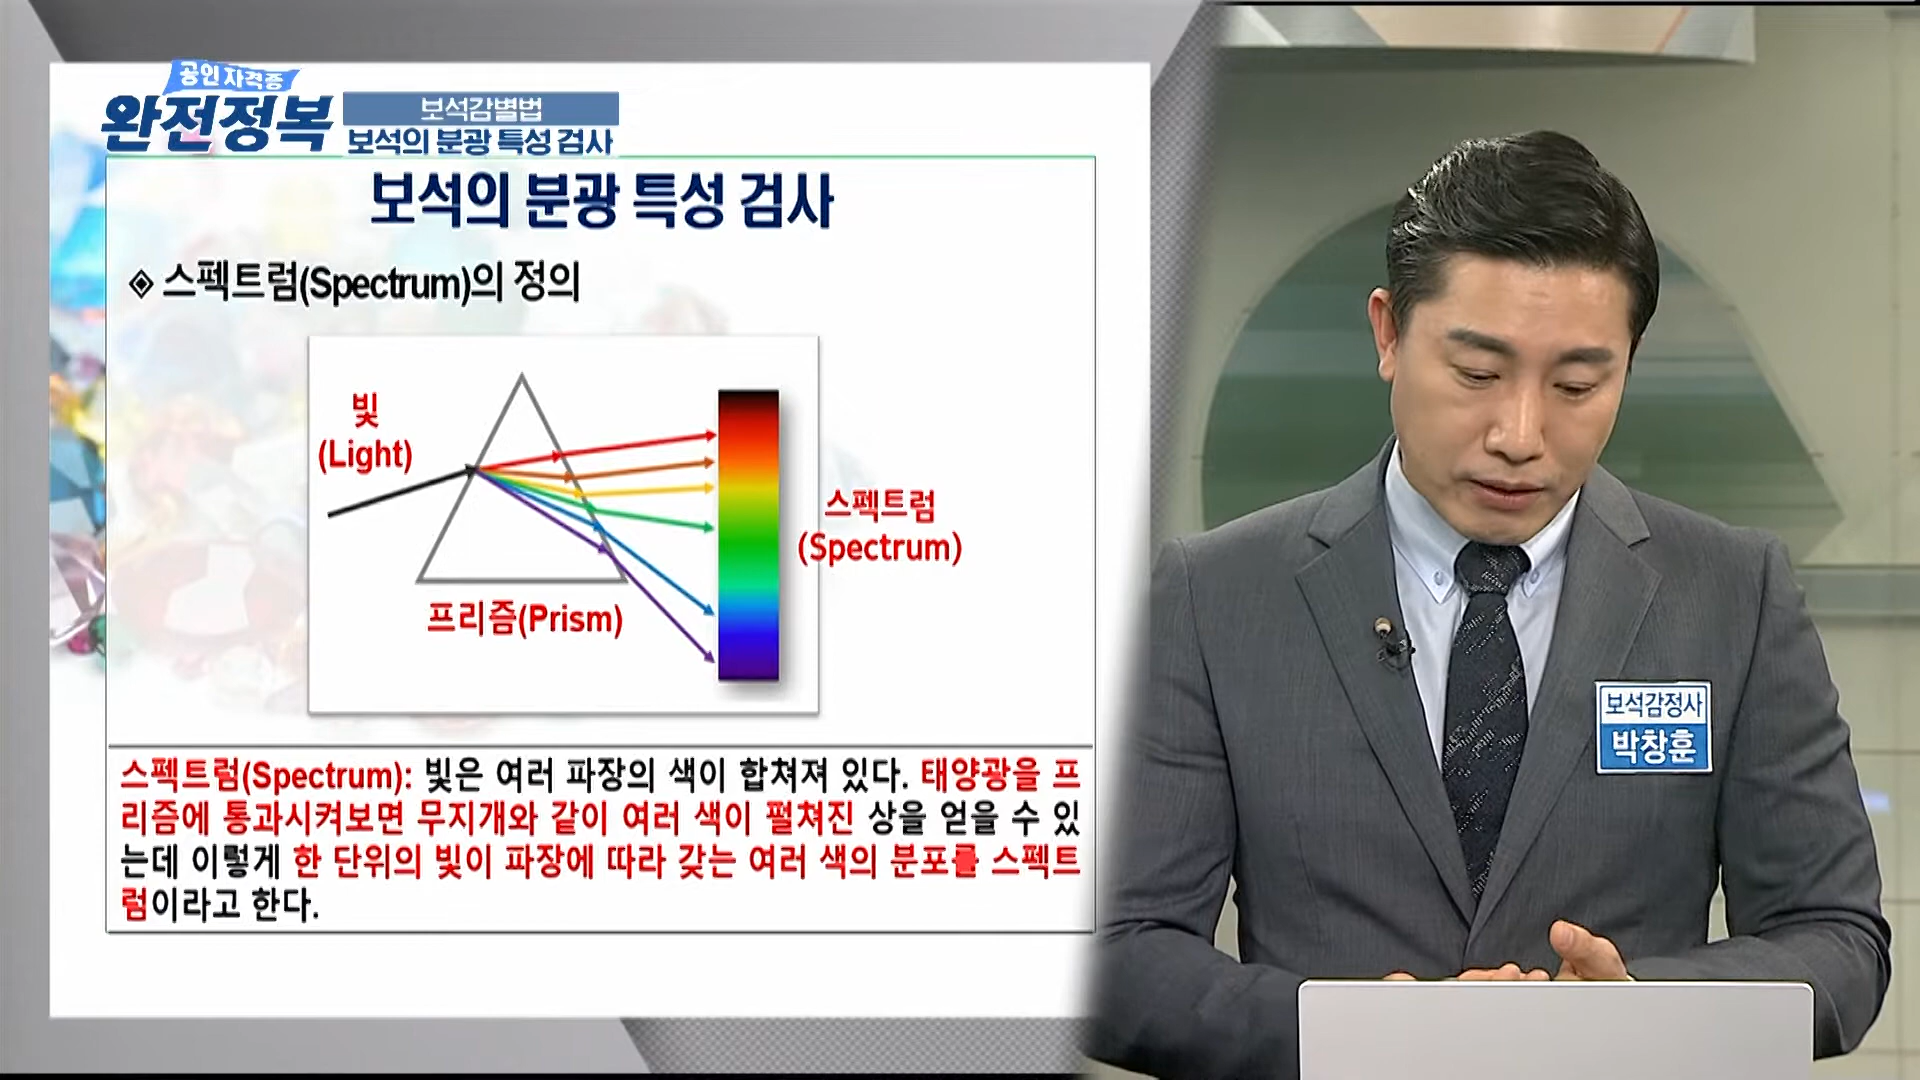 공인자격증
완전정복
보석감별법
보석의 분광 특성 검사
보석의 분광 특성 검사
◈ 스펙트럼(Spectrum)의 정의
빛
(Light)
스펙트럼
(Spectrum)
프리즘(Prism)
스펙트럼(Spectrum): 빛은 여러 파장의 색이 합쳐져 있다. 태양광을 프
리즘에 통과시켜보면 무지개와 같이 여러 색이 펼쳐진 상을 얻을 수 있
는데 이렇게 한 단위의 빛이 파장에 따라 갖는 여러 색의 분포를 스펙트
럼이라고 한다.
보석감정사
박창훈